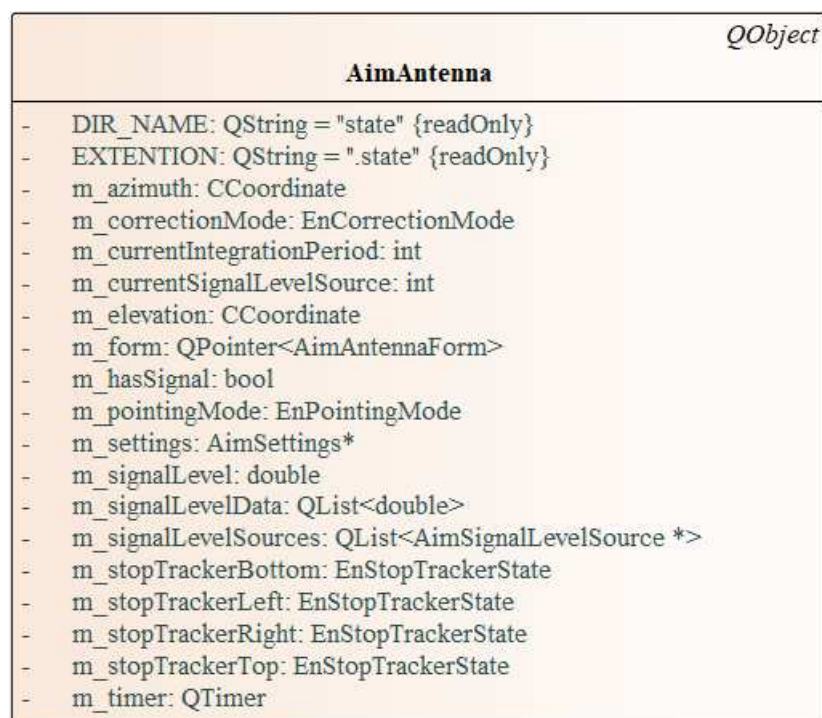 QObject
AimAntenna
- DIR_NAME: QString = "state" {readOnly}
- EXTENTION: QString = ".state" {readOnly}
- m_azimuth: CCoordinate
- m_correctionMode: EnCorrectionMode
- m_currentIntegrationPeriod: int
- m_currentSignalLevelSource: int
- m_elevation: CCoordinate
- m_form: QPointer<AimAntennaForm>
- m_hasSignal: bool
- m_pointingMode: EnPointingMode
- m_settings: AimSettings*
- m_signalLevel: double
- m_signalLevelData: QList<double>
- m_signalLevelSources: QList<AimSignalLevelSource *>
- m_stopTrackerBottom: EnStopTrackerState
- m_stopTrackerLeft: EnStopTrackerState
- m_stopTrackerRight: EnStopTrackerState
- m_stopTrackerTop: EnStopTrackerState
- m_timer: QTimer